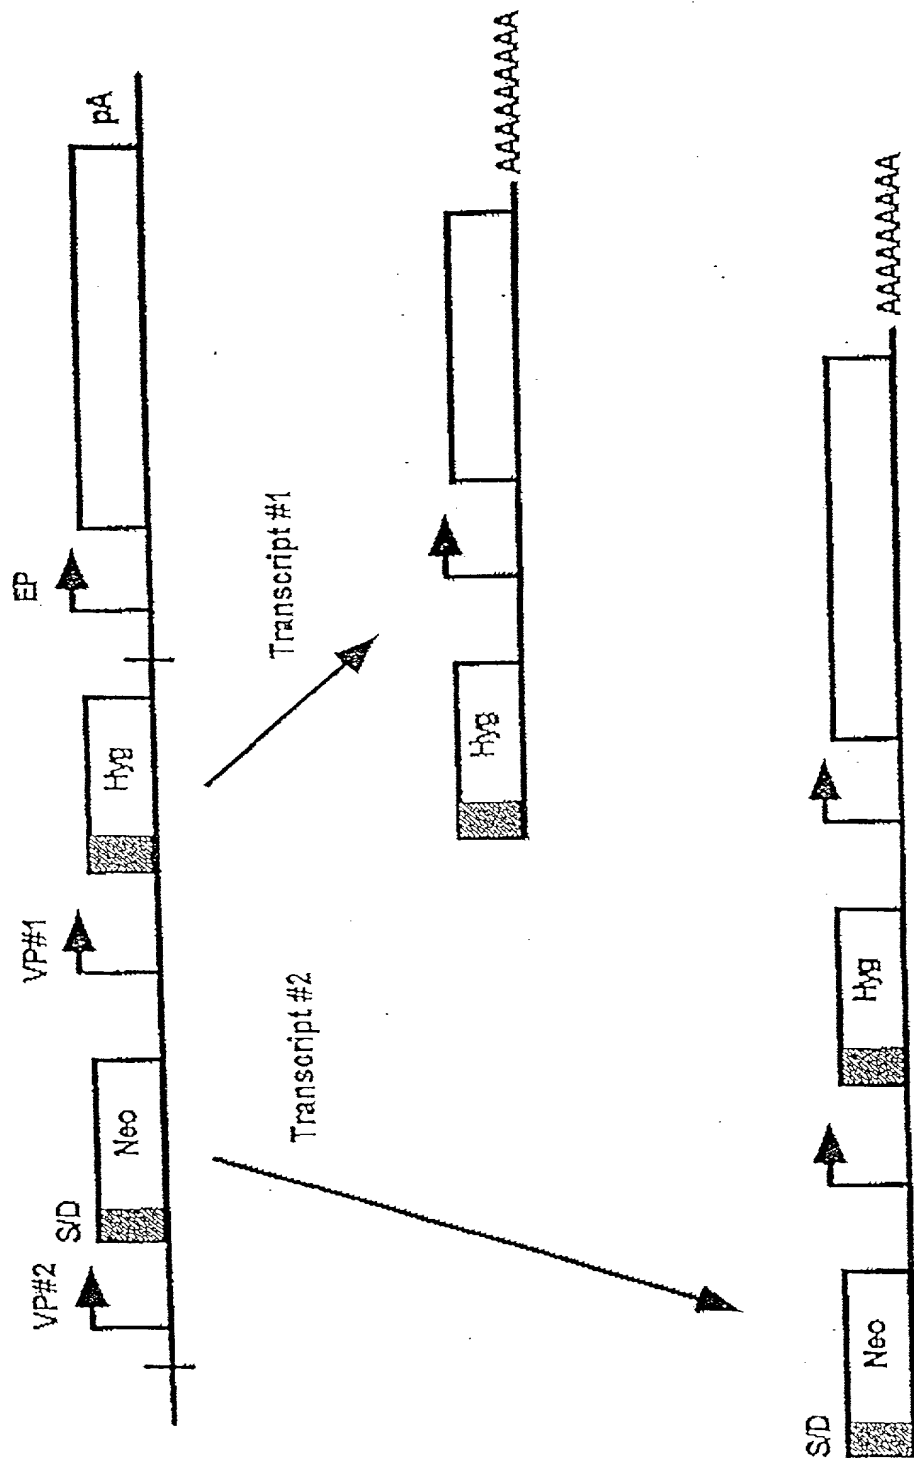 VP#2
S/D
Neo
VP#1
Hyg
EP
pA
Transcript #1
Transcript #2
Hyg
AAAAAAAAA
S/D
Neo
Hyg
AAAAAAAAA